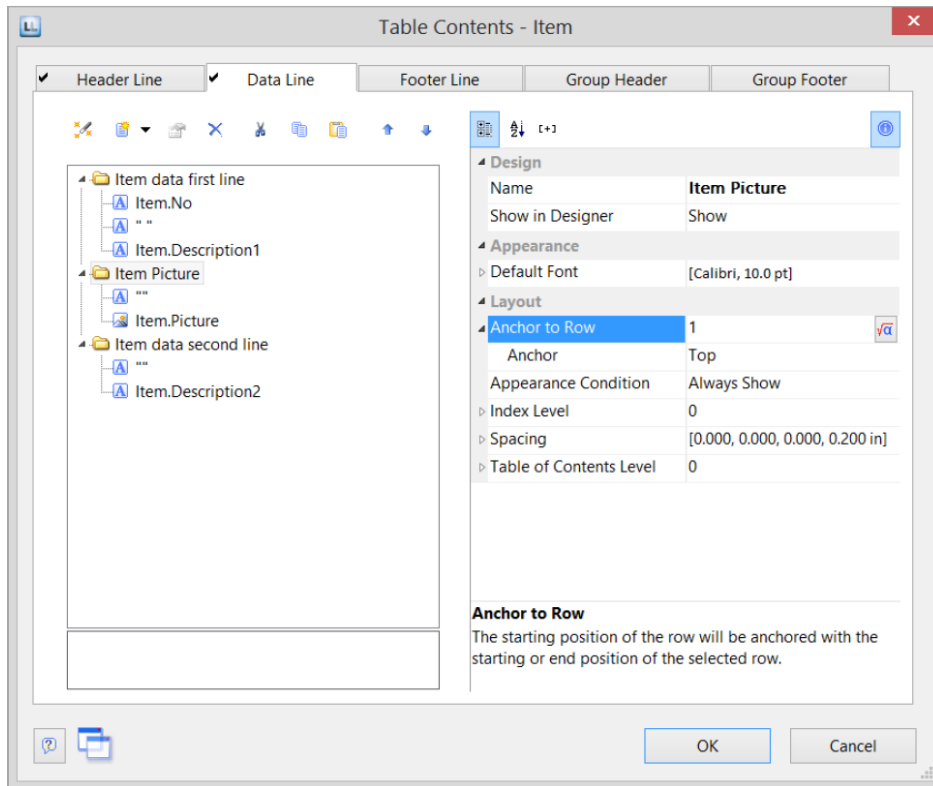 LL
Table Contents - Item
Header Line
Data Line
Footer Line
Group Header
Group Footer
Item data first line
Item.No
" "
Item.Description1
Item Picture
""
Item.Picture
Item data second line
""
Item.Description2
Design
Name Item Picture
Show in Designer Show
Appearance
Default Font [Calibri, 10.0 pt]
Layout
Anchor to Row 1
Anchor Top
Appearance Condition Always Show
Index Level 0
Spacing [0.000, 0.000, 0.000, 0.200 in]
Table of Contents Level 0
Anchor to Row
The starting position of the row will be anchored with the
starting or end position of the selected row.
OK
Cancel